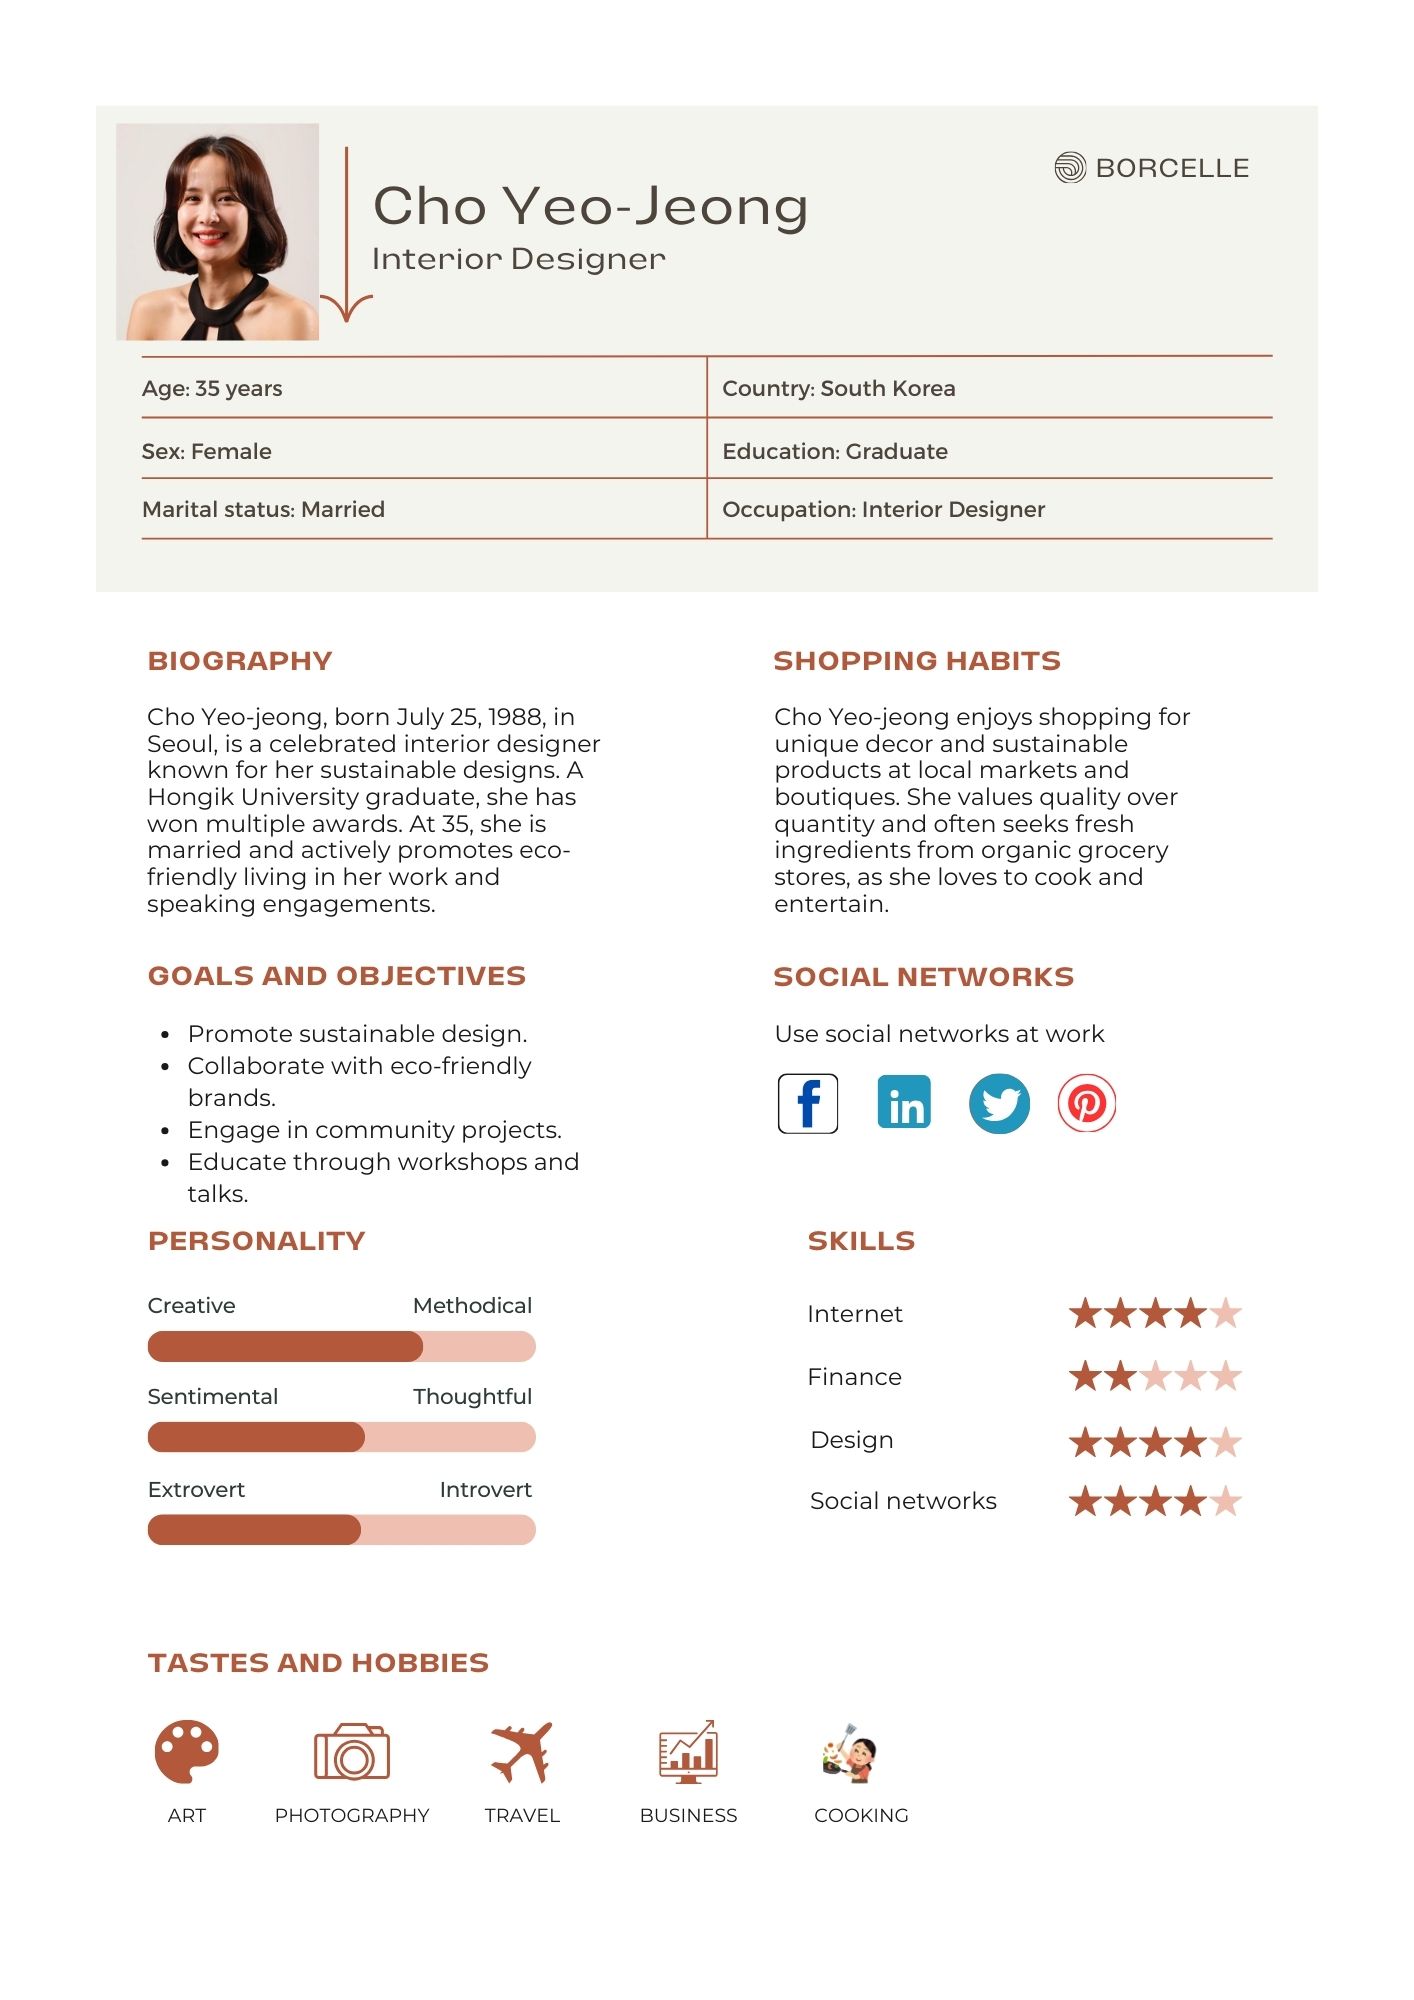 BORCELLE
Cho Yeo-Jeong
Interior Designer
Age: 35 years
Country: South Korea
Sex: Female
Education: Graduate
Marital status: Married
Occupation: Interior Designer
BIOGRAPHY
Cho Yeo-jeong, born July 25, 1988, in
Seoul, is a celebrated interior designer
known for her sustainable designs. A
Hongik University graduate, she has
won multiple awards. At 35, she is
married and actively promotes eco-
friendly living in her work and
speaking engagements.
SHOPPING HABITS
Cho Yeo-jeong enjoys shopping for
unique decor and sustainable
products at local markets and
boutiques. She values quality over
quantity and often seeks fresh
ingredients from organic grocery
stores, as she loves to cook and
entertain.
GOALS AND OBJECTIVES
• Promote sustainable design.
• Collaborate with eco-friendly
brands.
• Engage in community projects.
• Educate through workshops and
talks.
SOCIAL NETWORKS
Use social networks at work
f
in
PERSONALITY
Creative
Methodical
Sentimental
Thoughtful
Extrovert
Introvert
SKILLS
Internet
Finance
Design
Social networks
TASTES AND HOBBIES
ART
PHOTOGRAPHY
TRAVEL
BUSINESS
COOKING